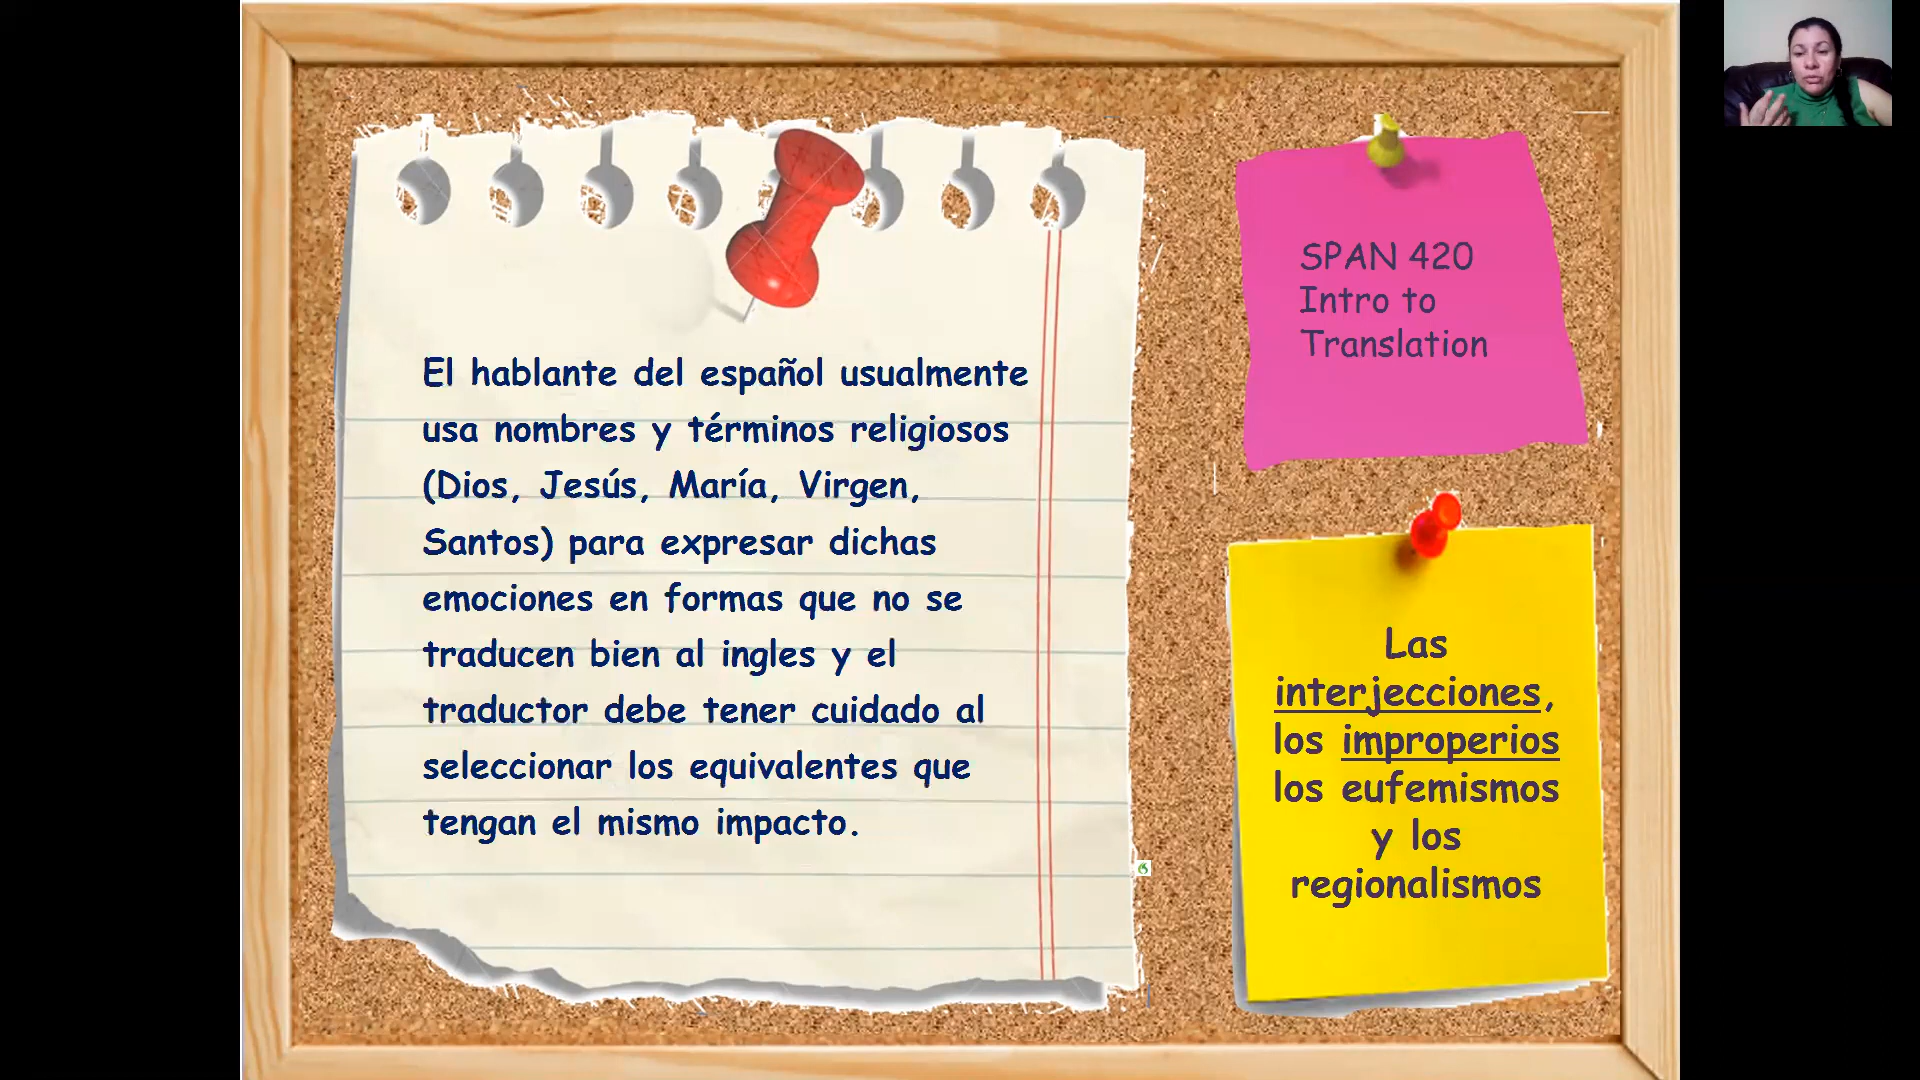 El hablante del español usualmente
usa nombres y términos religiosos
(Dios, Jesús, María, Virgen,
Santos) para expresar dichas
emociones en formas que no se
traducen bien al ingles y el
traductor debe tener cuidado al
seleccionar los equivalentes que
tengan el mismo impacto.
SPAN 420
Intro to
Translation
Las
interjecciones,
los improperios
los eufemismos
y los
regionalismos